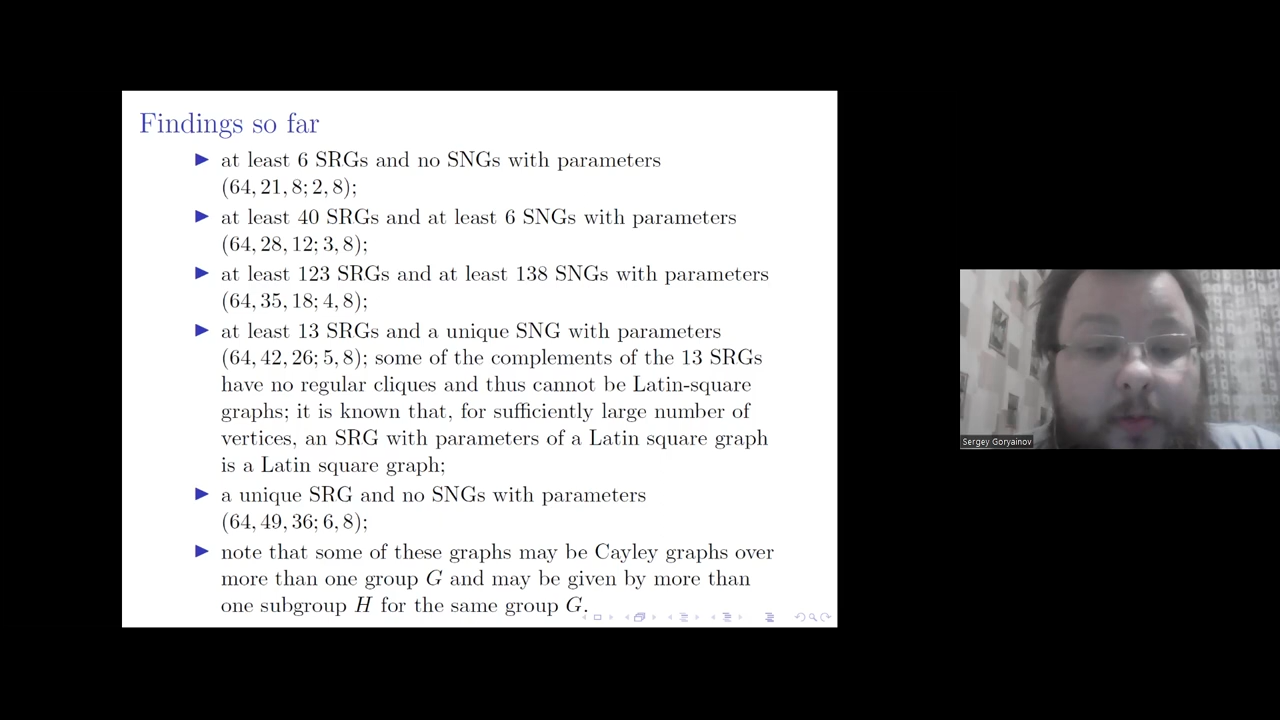 Findings so far
▶ at least 6 SRGs and no SNGs with parameters
(64, 21, 8; 2, 8);
▶ at least 40 SRGs and at least 6 SNGs with parameters
(64, 28, 12; 3, 8);
▶ at least 123 SRGs and at least 138 SNGs with parameters
(64, 35, 18; 4, 8);
▶ at least 13 SRGs and a unique SNG with parameters
(64, 42, 26; 5, 8); some of the complements of the 13 SRGs
have no regular cliques and thus cannot be Latin-square
graphs; it is known that, for sufficiently large number of
vertices, an SRG with parameters of a Latin square graph
is a Latin square graph;
▶ a unique SRG and no SNGs with parameters
(64, 49, 36; 6, 8);
▶ note that some of these graphs may be Cayley graphs over
more than one group G and may be given by more than
one subgroup H for the same group G.
Sergey Goryainov